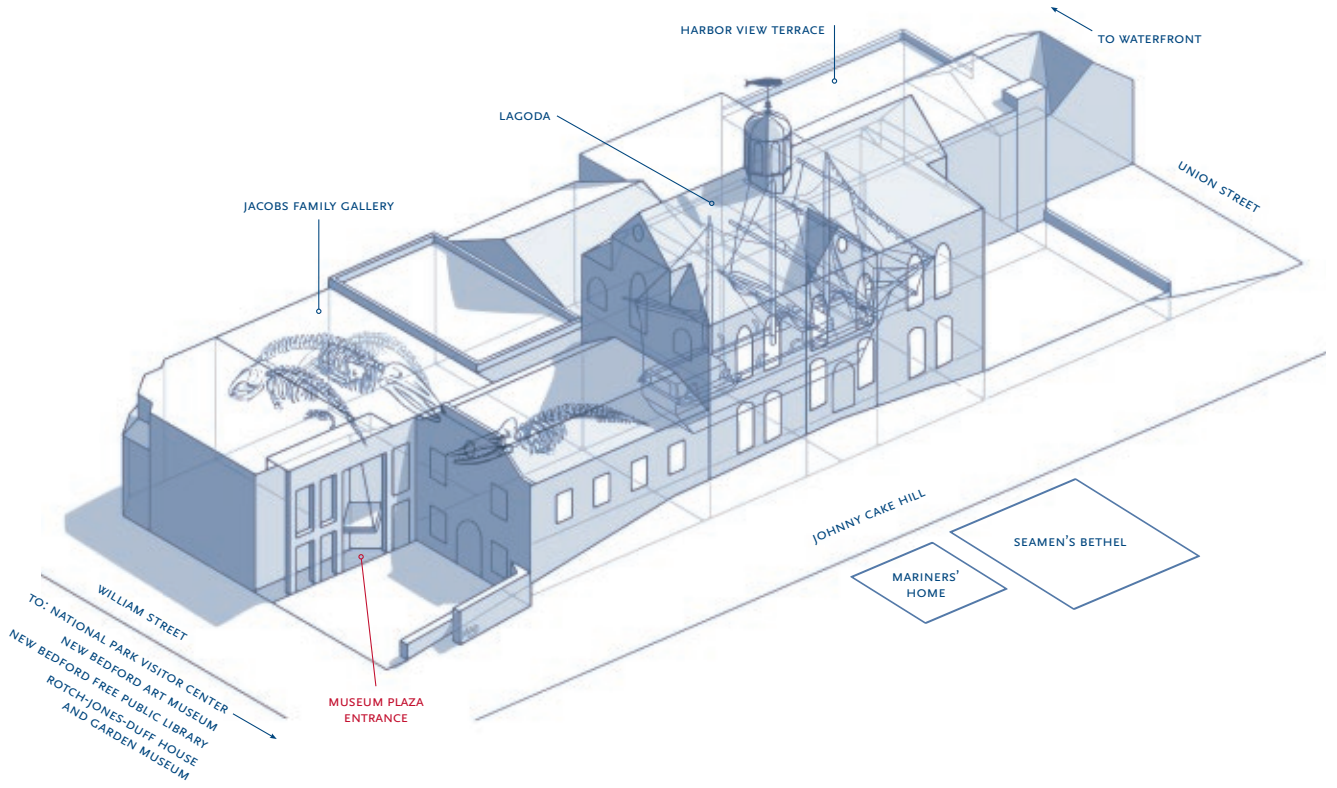 HARBOR VIEW TERRACE
TO WATERFRONT
LAGODA
UNION STREET
JACOBS FAMILY GALLERY
JOHNNY CAKE HILL
SEAMEN'S BETHEL
MARINERS'
HOME
WILLIAM STREET
TO: NATIONAL PARK VISITOR CENTER
NEW BEDFORD ART MUSEUM
NEW BEDFORD FREE PUBLIC LIBRARY
ROTCH-JONES-DUFF HOUSE
AND GARDEN MUSEUM
MUSEUM PLAZA
ENTRANCE